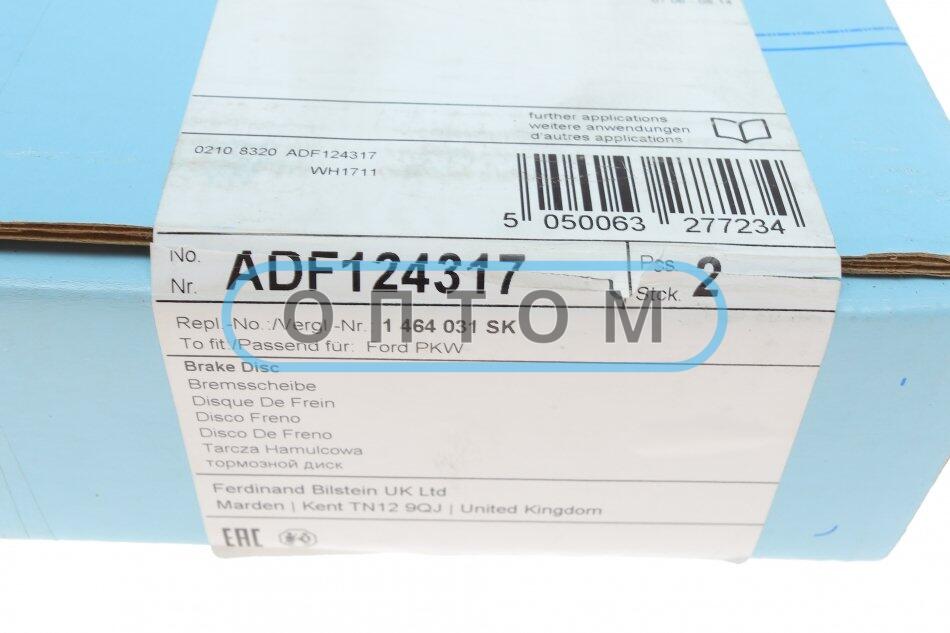 further applications
weitere anwendungen
d'autres applications
0210 8320 ADF124317
WH1711
5 050063 277234
No. Nr. ADF124317 Pcs. Stck. 2
ОПТОМ
Repl.-No.:/Vergl.-Nr.: 1 464 031 SK
To fit:/Passend für: Ford PKW
Brake Disc
Bremsscheibe
Disque De Frein
Disco Freno
Disco De Freno
Tarcza Hamulcowa
тормозной диск
Ferdinand Bilstein UK Ltd
Marden | Kent TN12 9QJ | United Kingdom
EAC